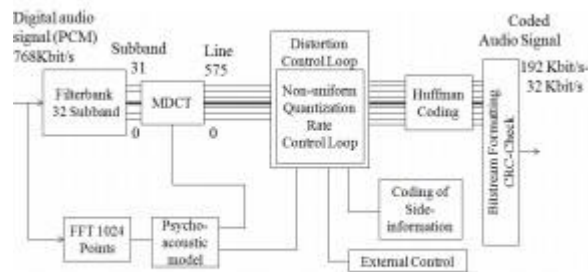 Digital audio
signal (PCM)
768Kbit/s
Subband
31
Line
575
Distortion
Control Loop
Coded
Audio Signal
192 Kbit/s-
32 Kbit/s
Filterbank
32 Subband
MDCT
Non-uniform
Quantization
Rate
Control Loop
Huffman
Coding
Bitstream Formatting
CRC-Check
0
0
FFT 1024
Points
Psycho-
acoustic
model
Coding of
Side-
information
External Control